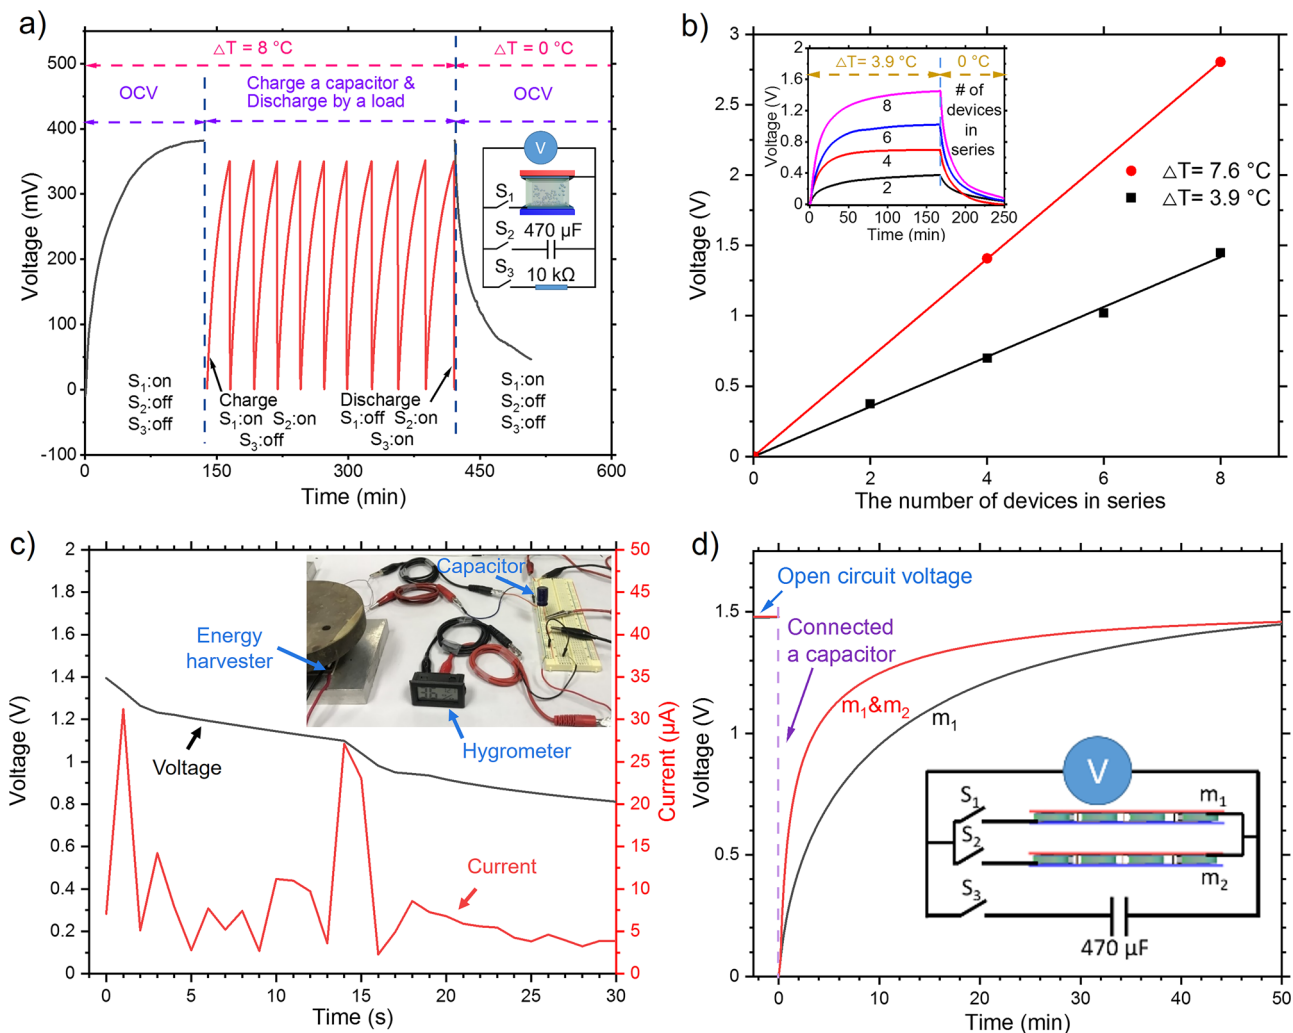 a)
△T = 8 °C
△T = 0 °C
OCV
Charge a capacitor &
Discharge by a load
OCV
500
400
300
200
100
0
-100
Voltage (mV)
V
S1
S2
470 µF
S3
10 kΩ
S1:on
S2:off
S3:off
Charge
S1:on S2:on
S3:off
Discharge
S1:off S2:on
S3:on
S1:on
S2:off
S3:off
0
150
300
450
600
Time (min)
b)
3
2.5
2
1.5
1
0.5
0
Voltage (V)
2
1.6
1.2
0.8
0.4
0
Voltage (V)
△T= 3.9 °C
0 °C
# of
devices
in
series
8
6
4
2
0
50
100
150
200
250
Time (min)
△T= 7.6 °C
△T= 3.9 °C
0
2
4
6
8
The number of devices in series
c)
2
1.8
1.6
1.4
1.2
1
0.8
0.6
0.4
0.2
0
Voltage (V)
Capacitor
Energy
harvester
Hygrometer
Voltage
Current
50
45
40
35
30
25
20
15
10
5
0
Current (µA)
0
5
10
15
20
25
30
Time (s)
d)
1.5
1
0.5
0
Voltage (V)
Open circuit voltage
Connected
a capacitor
m1&m2
m1
V
S1
m1
S2
m2
S3
470 µF
0
10
20
30
40
50
Time (min)